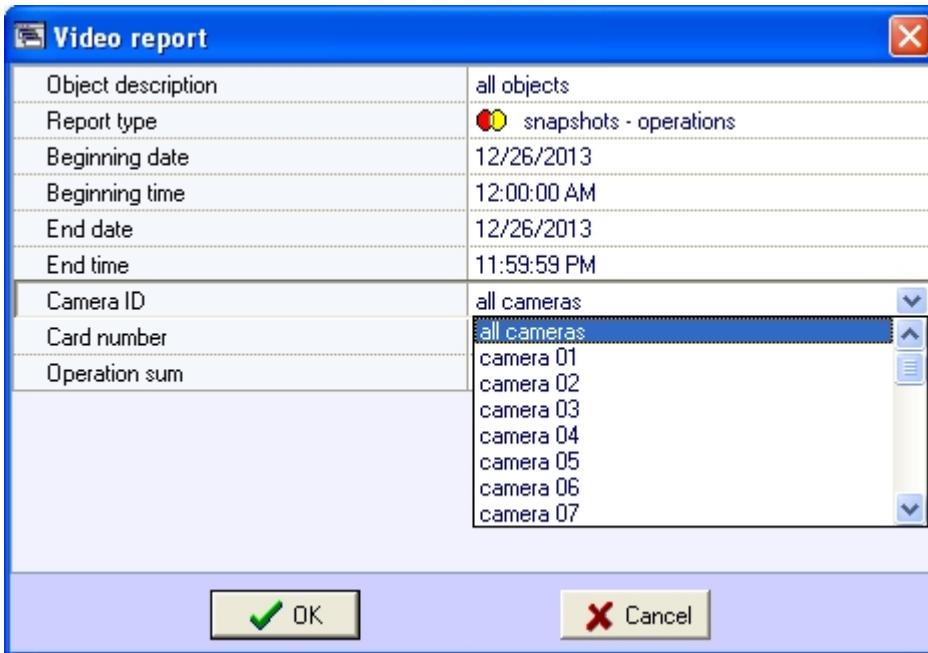 Video report
Object description all objects
Report type snapshots - operations
Beginning date 12/26/2013
Beginning time 12:00:00 AM
End date 12/26/2013
End time 11:59:59 PM
Camera ID all cameras
Card number
Operation sum
all cameras
camera 01
camera 02
camera 03
camera 04
camera 05
camera 06
camera 07
OK Cancel